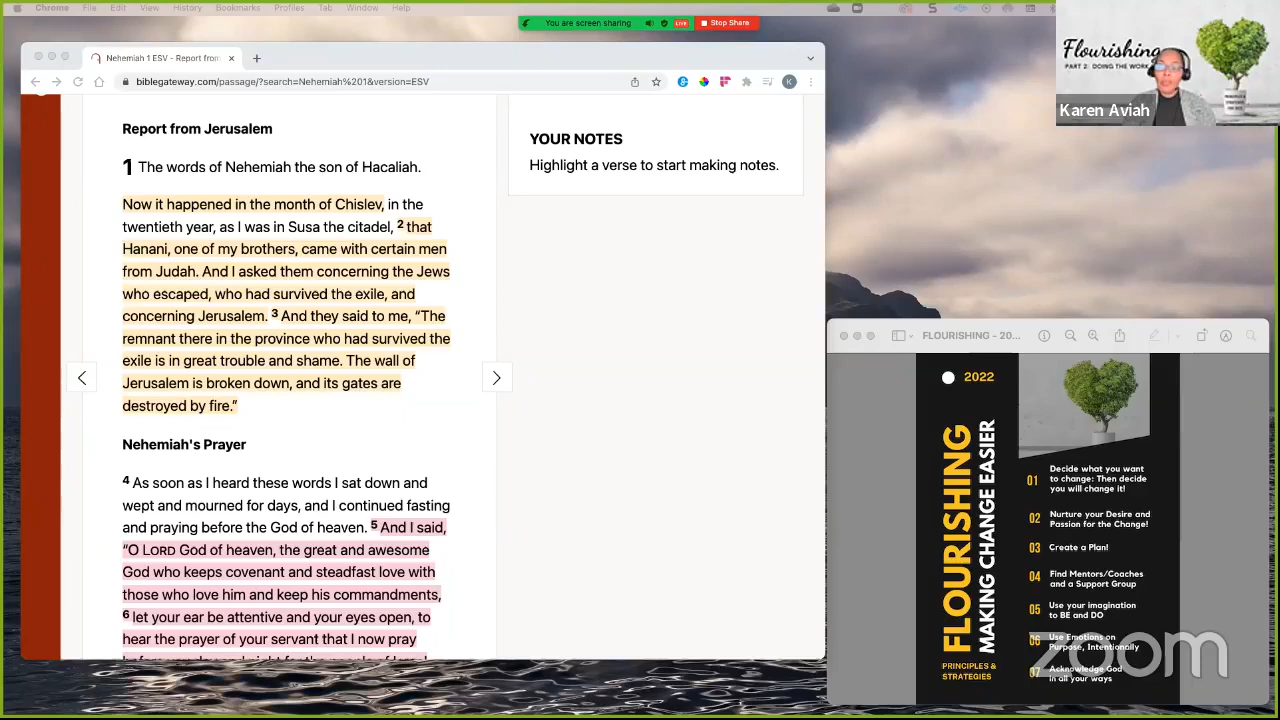 Chrome File Edit View History Bookmarks Profiles Tab Window Help
You are screen sharing LIVE Stop Share
Nehemiah 1 ESV - Report from
biblegateway.com/passage/?search=Nehemiah%201&version=ESV
K
Report from Jerusalem
1 The words of Nehemiah the son of Hacaliah.
Now it happened in the month of Chislev, in the
twentieth year, as I was in Susa the citadel, 2 that
Hanani, one of my brothers, came with certain men
from Judah. And I asked them concerning the Jews
who escaped, who had survived the exile, and
concerning Jerusalem. 3 And they said to me, “The
remnant there in the province who had survived the
exile is in great trouble and shame. The wall of
Jerusalem is broken down, and its gates are
destroyed by fire.”
Nehemiah's Prayer
4 As soon as I heard these words I sat down and
wept and mourned for days, and I continued fasting
and praying before the God of heaven. 5 And I said,
“O LORD God of heaven, the great and awesome
God who keeps covenant and steadfast love with
those who love him and keep his commandments,
6 let your ear be attentive and your eyes open, to
hear the prayer of your servant that I now pray
YOUR NOTES
Highlight a verse to start making notes.
Flourishing
PART 2: DOING THE WORK
Karen Aviah
FLOURISHING - 20...
2022
FLOURISHING
MAKING CHANGE EASIER
PRINCIPLES &
STRATEGIES
01 Decide what you want
to change: Then decide
you will change it!
02 Nurture your Desire and
Passion for the Change!
03 Create a Plan!
04 Find Mentors/Coaches
and a Support Group
05 Use your imagination
to BE and DO
06 Use Emotions on
Purpose, Intentionally
07 Acknowledge God
in all your ways
zoom